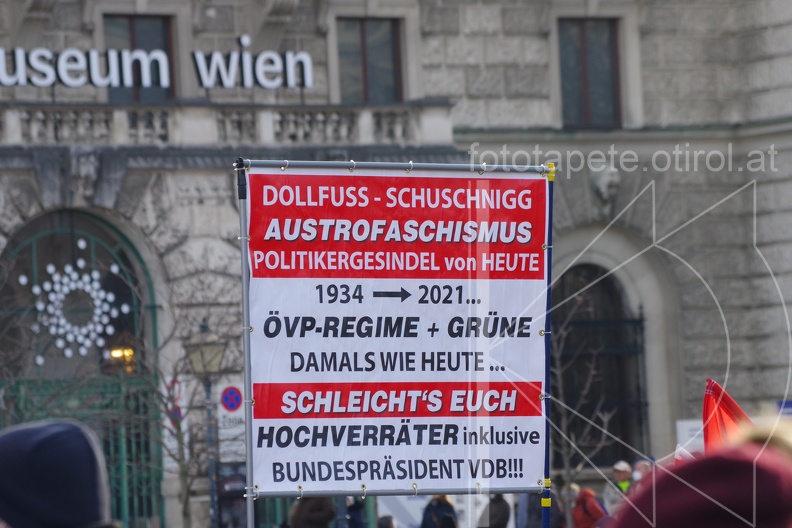 useum wien
fototapete.otirol.at
DOLLFUSS - SCHUSCHNIGG
AUSTROFASCHISMUS
POLITIKERGESINDEL von HEUTE
1934 → 2021...
ÖVP-REGIME + GRÜNE
DAMALS WIE HEUTE ...
SCHLEICHT'S EUCH
HOCHVERRÄTER inklusive
BUNDESPRÄSIDENT VDB!!!